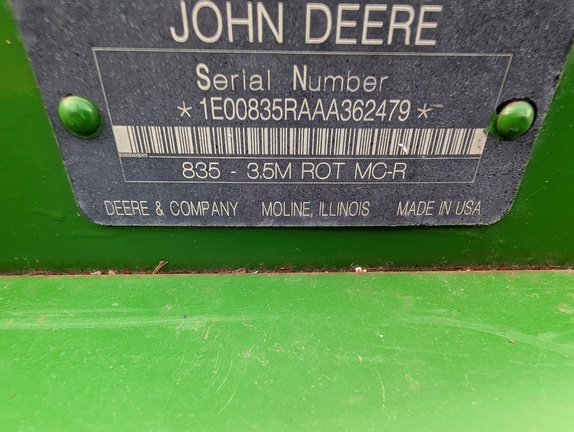 JOHN DEERE
Serial Number
*1E00835RAAA362479*
835 - 3.5M ROT MC-R
DEERE & COMPANY MOLINE, ILLINOIS MADE IN USA